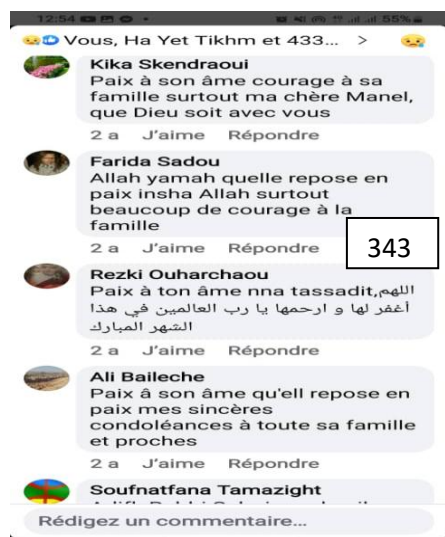 12:54
55%
Vous, Ha Yet Tikhm et 433... >
Kika Skendraoui
Paix à son âme courage à sa
famille surtout ma chère Manel,
que Dieu soit avec vous
2 a J'aime Répondre
Farida Sadou
Allah yamah quelle repose en
paix insha Allah surtout
beaucoup de courage à la
famille
2 a J'aime Répondre
343
Rezki Ouharchaou
Paix à ton âme nna tassadit,اللهم
أغفر لها و ارحمها يا رب العالمين في هذا
الشهر المبارك
2 a J'aime Répondre
Ali Baileche
Paix â son âme qu'ell repose en
paix mes sincères
condoléances à toute sa famille
et proches
2 a J'aime Répondre
Soufnatfana Tamazight
Rédigez un commentaire...